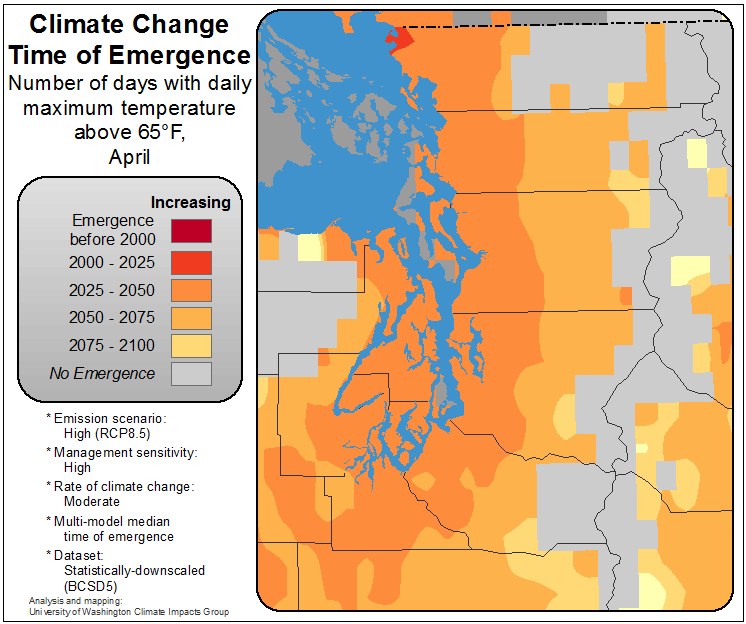 Climate Change
Time of Emergence
Number of days with daily
maximum temperature
above 65°F,
April
Increasing
Emergence
before 2000
2000 - 2025
2025 - 2050
2050 - 2075
2075 - 2100
No Emergence
* Emission scenario:
High (RCP8.5)
* Management sensitivity:
High
* Rate of climate change:
Moderate
* Multi-model median
time of emergence
* Dataset:
Statistically-downscaled
(BCSD5)
Analysis and mapping:
University of Washington Climate Impacts Group